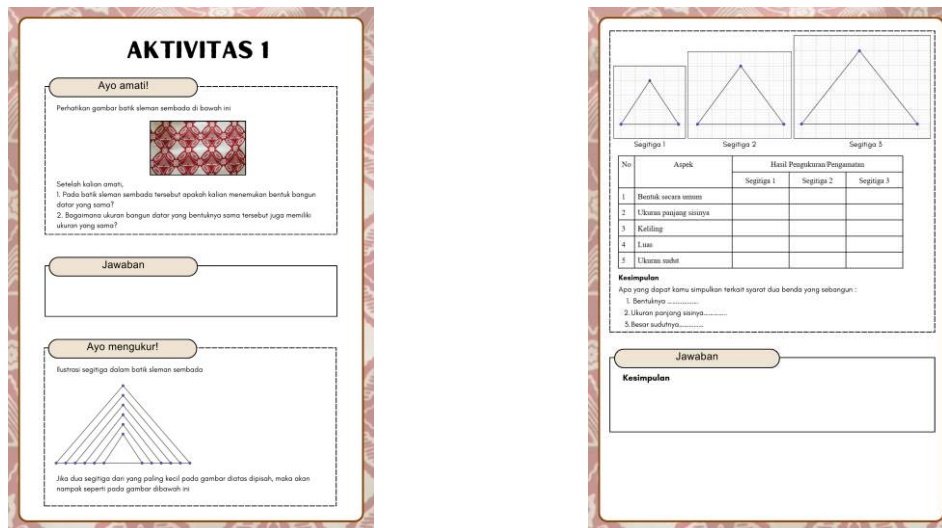 AKTIVITAS 1
Ayo amati!
Perhatikan gambar batik sleman sembada di bawah ini
Setelah kalian amati,
1. Pada batik sleman sembada tersebut apakah kalian menemukan bentuk bangun
datar yang sama?
2. Bagaimana ukuran bangun datar yang bentuknya sama tersebut juga memiliki
ukuran yang sama?
Jawaban
Ayo mengukur!
Ilustrasi segitiga dalam batik sleman sembada
Jika dua segitiga dari yang paling kecil pada gambar diatas dipisah, maka akan
nampak seperti pada gambar dibawah ini
Segitiga 1 Segitiga 2 Segitiga 3
No Aspek Hasil Pengukuran/Pengamatan
Segitiga 1 Segitiga 2 Segitiga 3
1 Bentuk secara umum
2 Ukuran panjang sisinya
3 Keliling
4 Luas
5 Ukuran sudut
Kesimpulan
Apa yang dapat kamu simpulkan terkait syarat dua benda yang sebangun :
1. Bentuknya ................
2. Ukuran panjang sisinya............
3. Besar sudutnya............
Jawaban
Kesimpulan